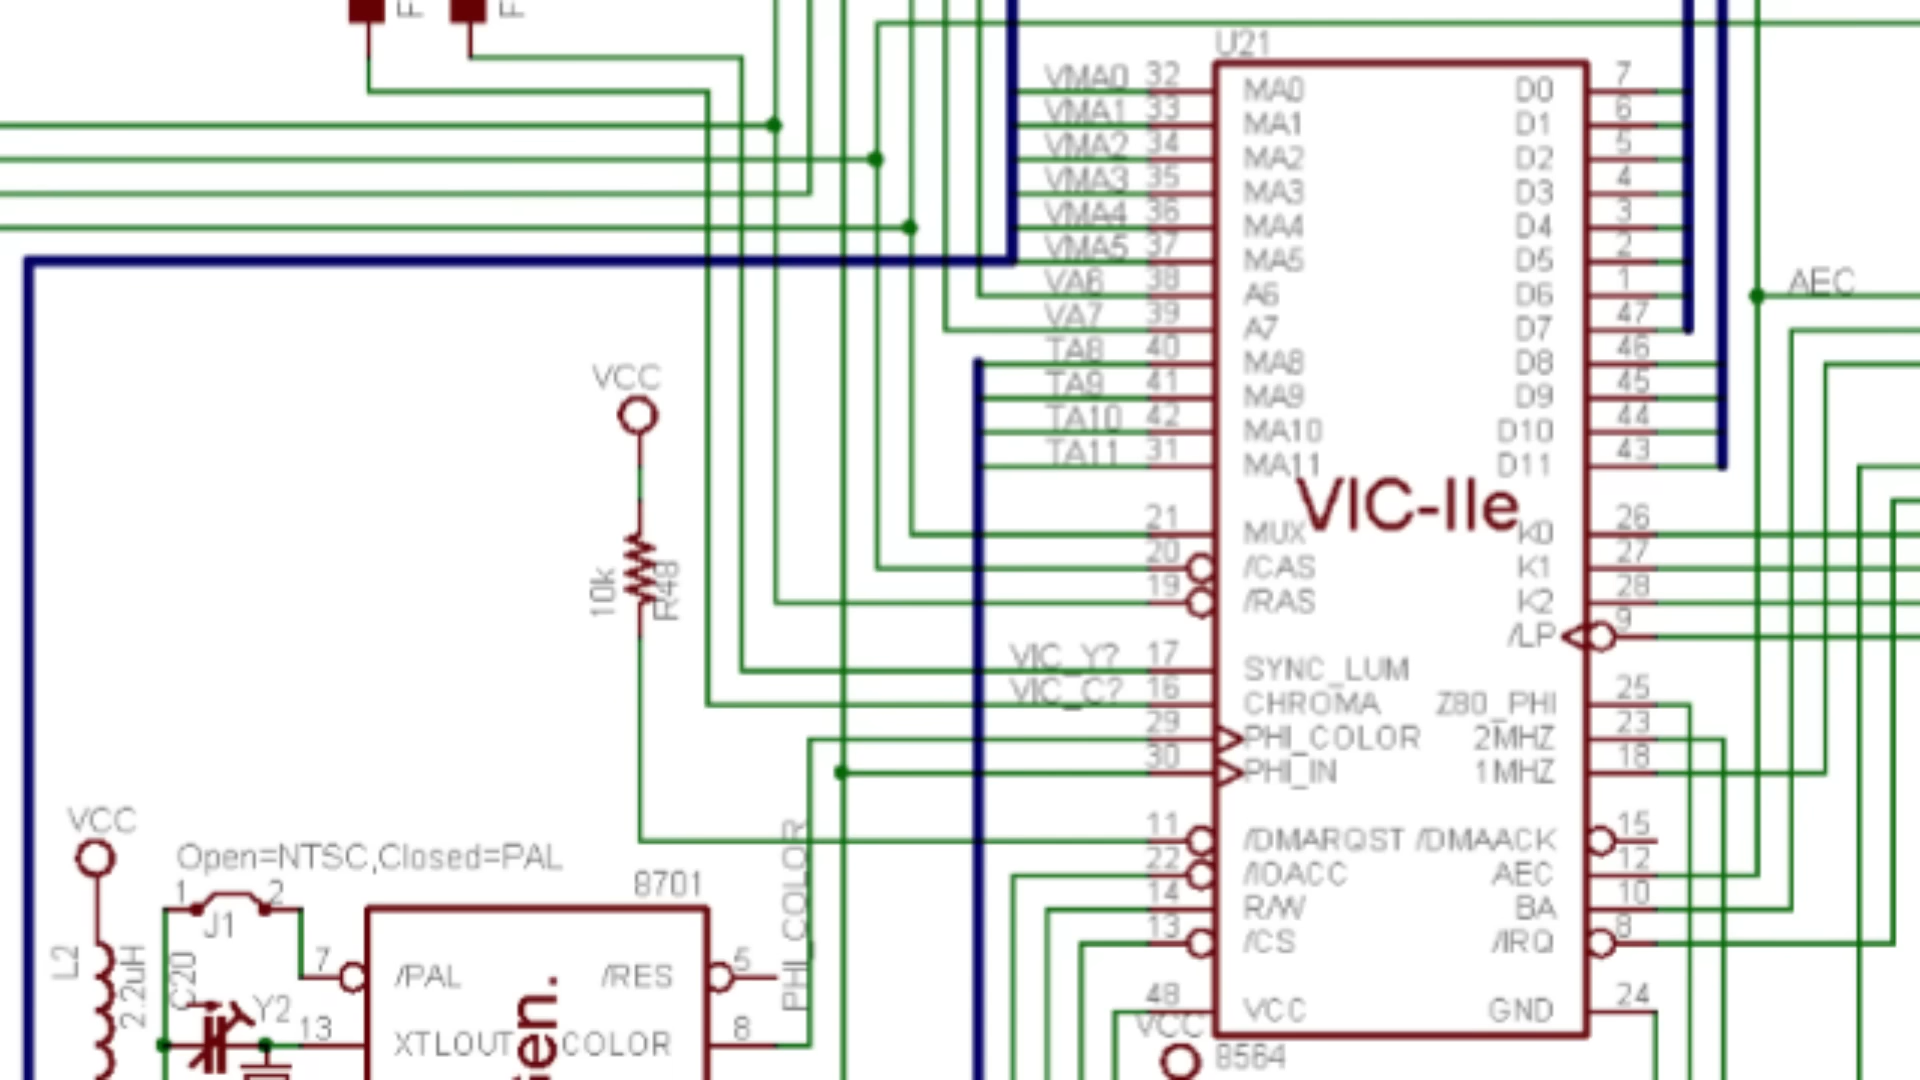 U21
VMA0 32 MA0 D0 7
VMA1 33 MA1 D1 6
VMA2 34 MA2 D2 5
VMA3 35 MA3 D3 4
VMA4 36 MA4 D4 3
VMA5 37 MA5 D5 2
VA6 38 A6 D6 1
AEC
VA7 39 A7 D7 47
TA8 40 MA8 D8 46
TA9 41 MA9 D9 45
TA10 42 MA10 D10 44
TA11 31 MA11 D11 43
VCC
VIC-IIe
21 MUX K0 26
20 /CAS K1 27
19 /RAS K2 28
10k
R48
/LP 9
VIC_Y? 17 SYNC_LUM
VIC_C? 16 CHROMA Z80_PHI 25
29 PHI_COLOR 2MHZ 23
30 PHI_IN 1MHZ 18
11 /DMARQST /DMAACK 15
22 /IOACC AEC 12
14 R/W BA 10
13 /CS /IRQ 8
48 VCC GND 24
VCC
8564
VCC
Open=NTSC,Closed=PAL
8701
1 2
J1
PHI_COLOR
L2
2.2uH
C20
7 /PAL /RES 5
Y2
13 XTLOUT COLOR 8
en.